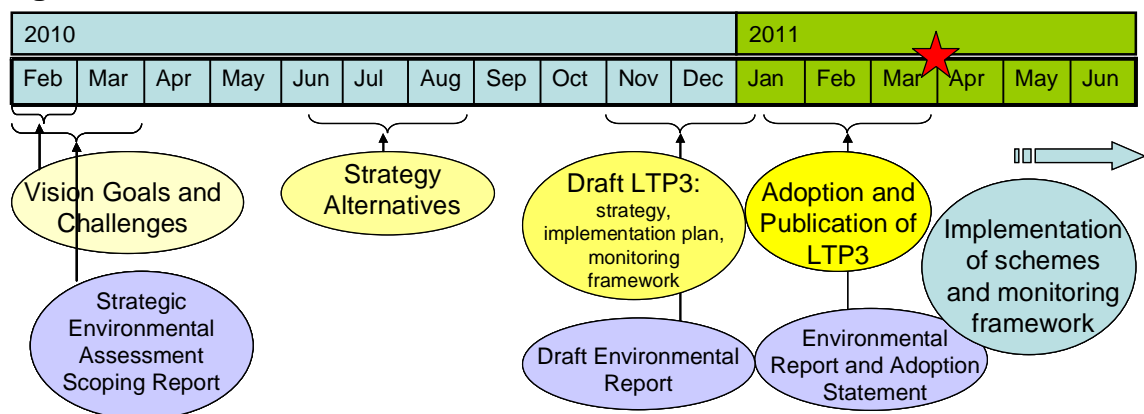 2010
2011
Feb Mar Apr May Jun Jul Aug Sep Oct Nov Dec Jan Feb Mar Apr May Jun
Vision Goals and
Challenges
Strategy
Alternatives
Draft LTP3:
strategy,
implementation plan,
monitoring
framework
Adoption and
Publication of
LTP3
Implementation
of schemes
and monitoring
framework
Strategic
Environmental
Assessment
Scoping Report
Draft Environmental
Report
Environmental
Report and Adoption
Statement